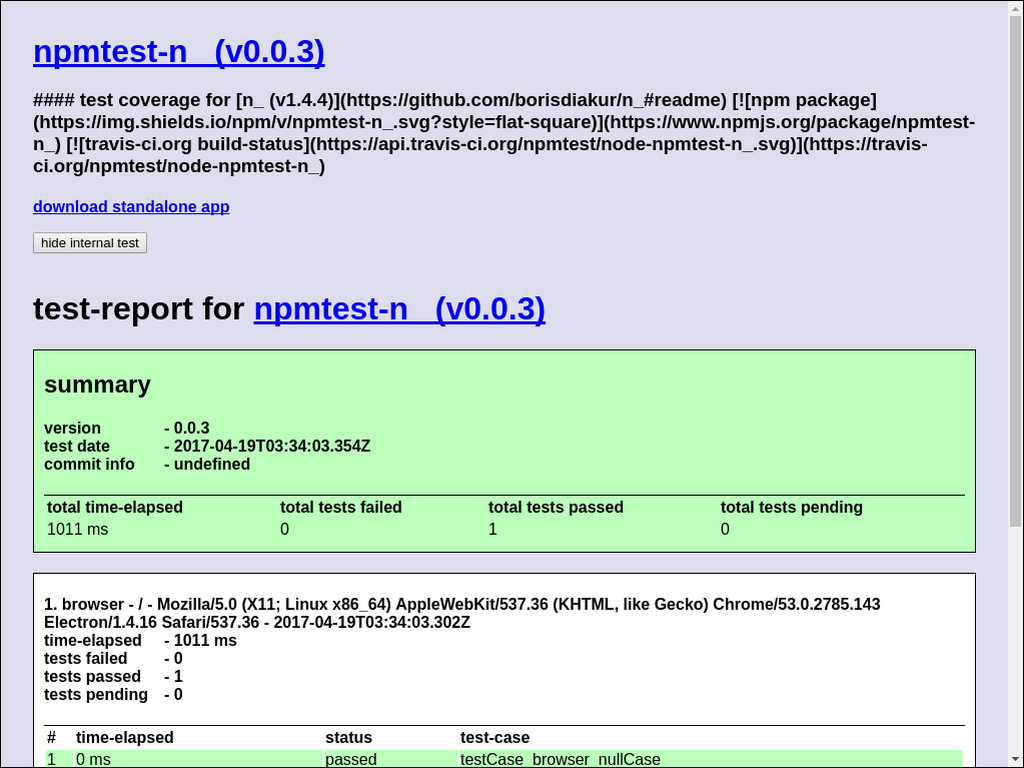 npmtest-n_ (v0.0.3)
#### test coverage for [n_ (v1.4.4)](https://github.com/borisdiakur/n_#readme) [![npm package]
(https://img.shields.io/npm/v/npmtest-n_.svg?style=flat-square)](https://www.npmjs.org/package/npmtest-
n_) [![travis-ci.org build-status](https://api.travis-ci.org/npmtest/node-npmtest-n_.svg)](https://travis-
ci.org/npmtest/node-npmtest-n_)
download standalone app
hide internal test
test-report for npmtest-n_ (v0.0.3)
summary
version - 0.0.3
test date - 2017-04-19T03:34:03.354Z
commit info - undefined
total time-elapsed total tests failed total tests passed total tests pending
1011 ms 0 1 0
1. browser - / - Mozilla/5.0 (X11; Linux x86_64) AppleWebKit/537.36 (KHTML, like Gecko) Chrome/53.0.2785.143
Electron/1.4.16 Safari/537.36 - 2017-04-19T03:34:03.302Z
time-elapsed - 1011 ms
tests failed - 0
tests passed - 1
tests pending - 0
# time-elapsed status test-case
1 0 ms passed testCase_browser_nullCase